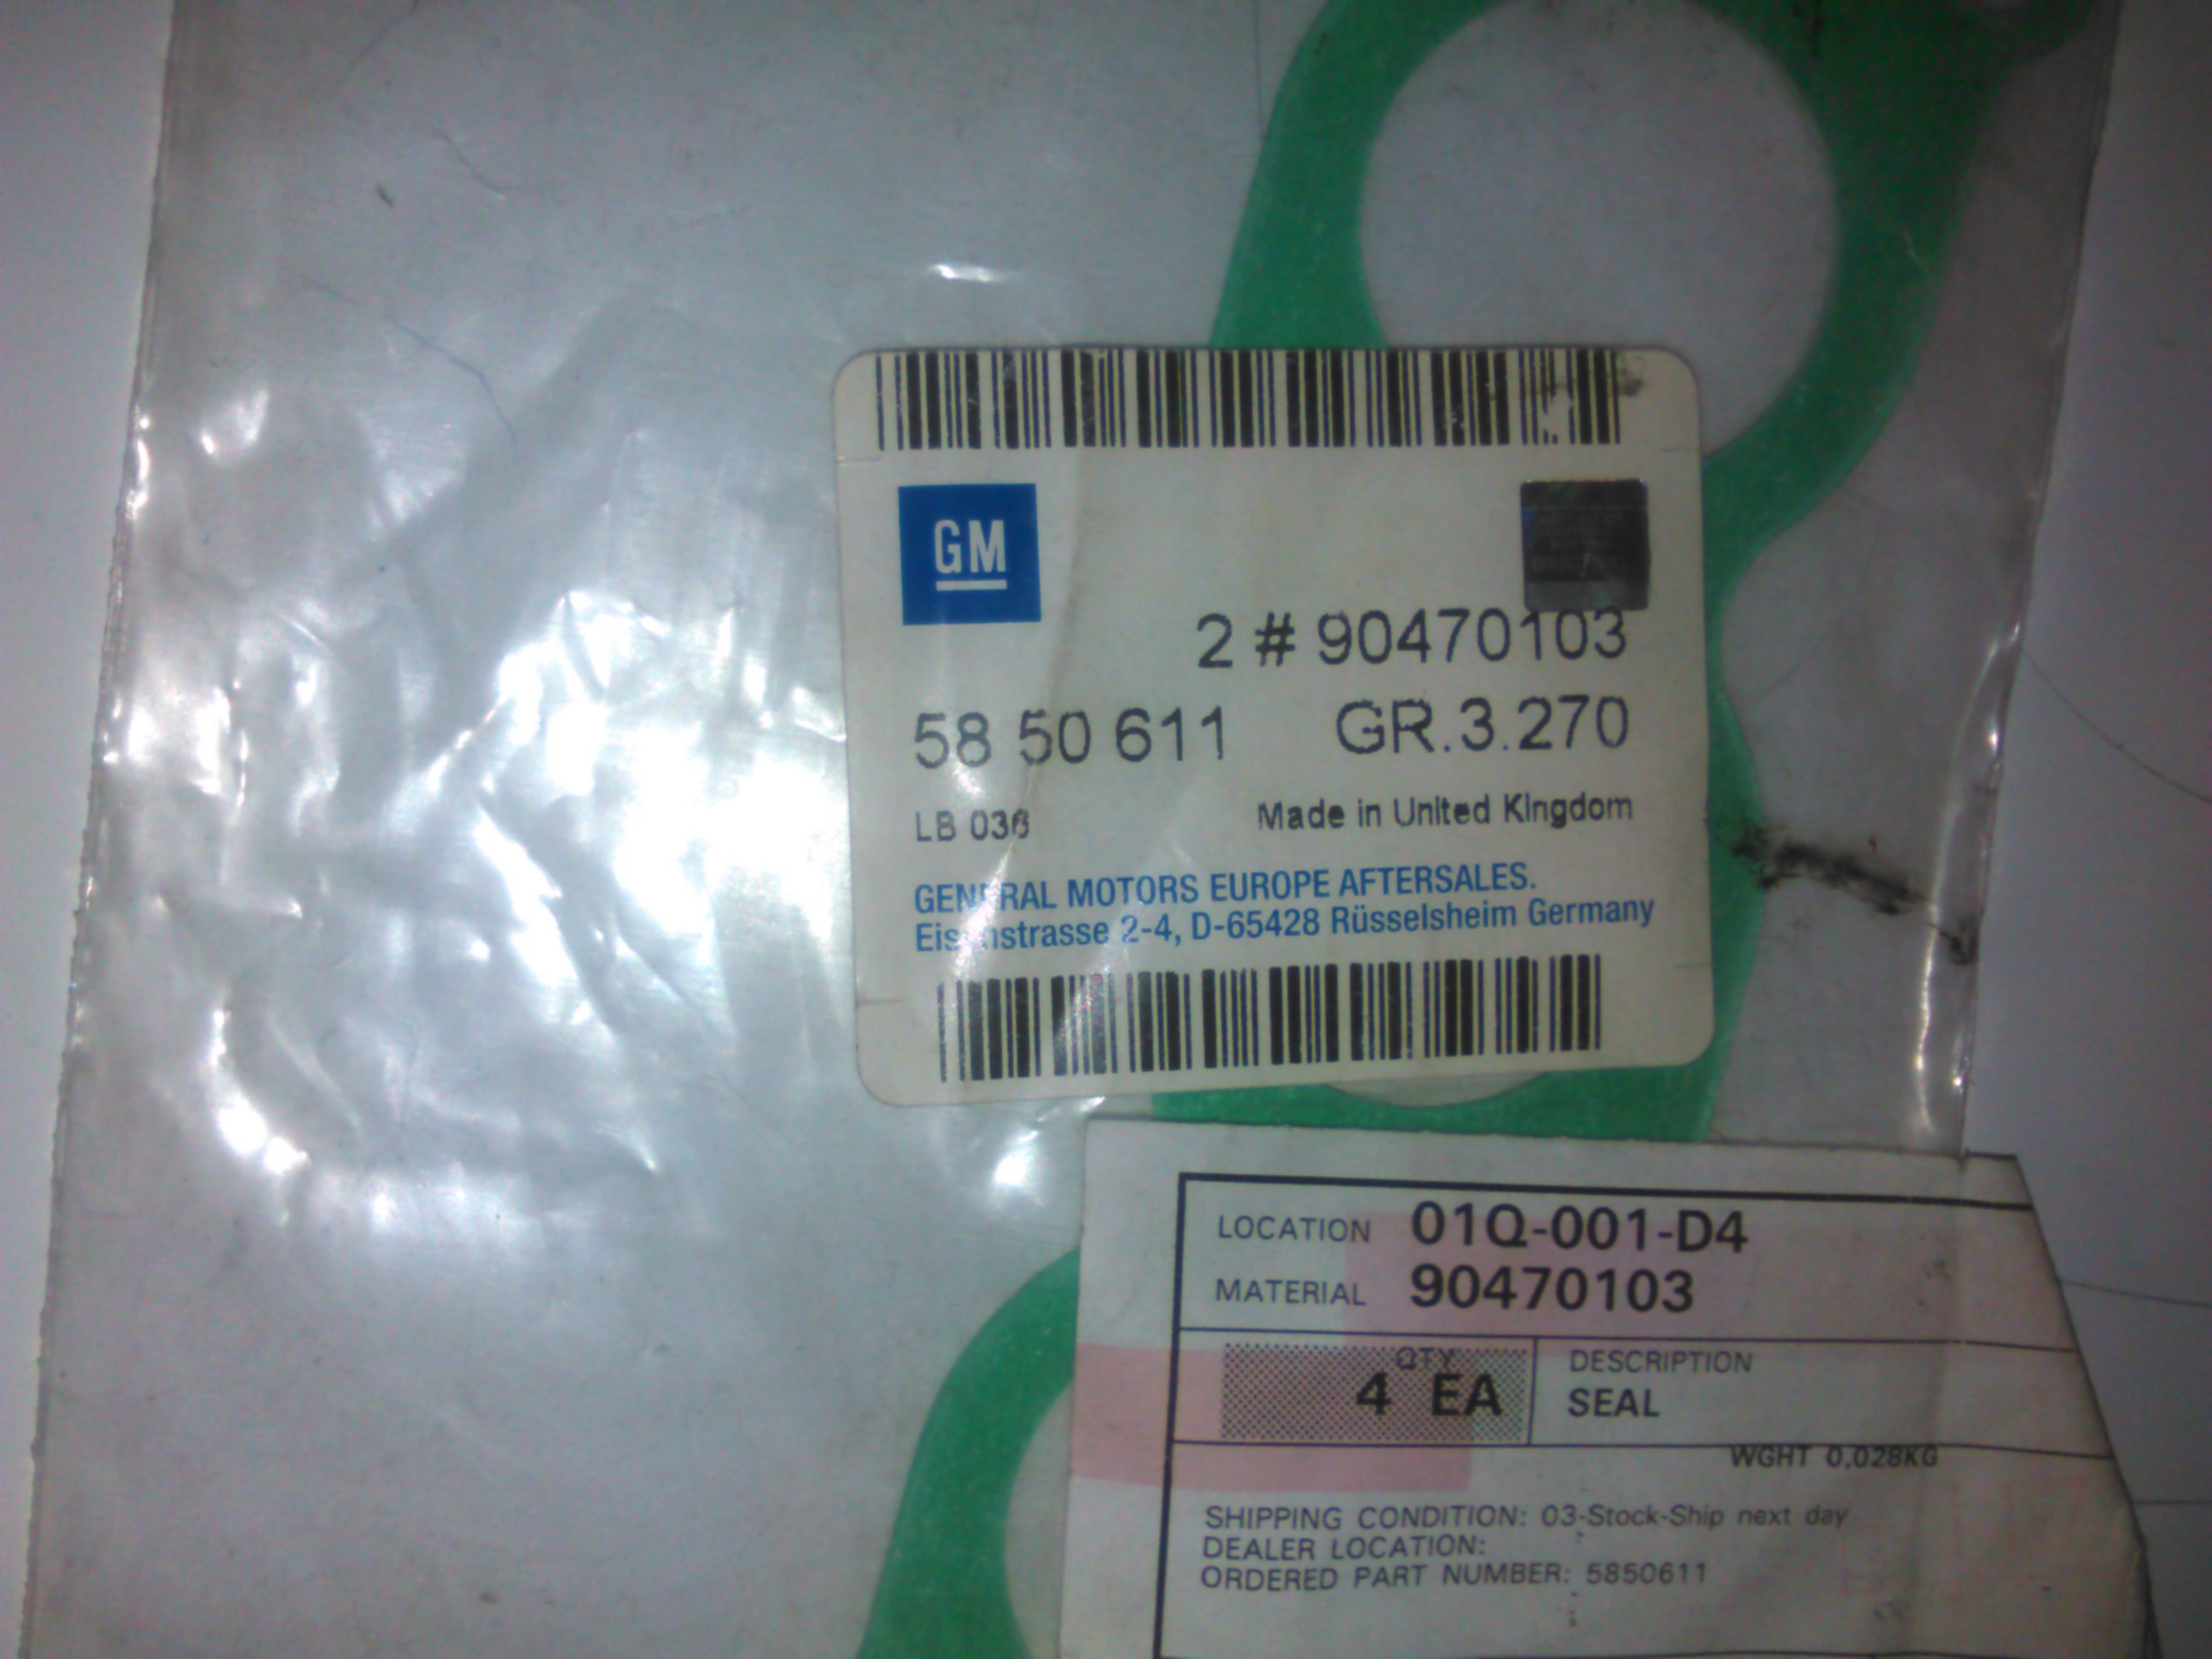 GM
2 # 90470103
58 50 611 GR.3.270
LB 036 Made in United Kingdom
GENERAL MOTORS EUROPE AFTERSALES.
Eisenstrasse 2-4, D-65428 Rüsselsheim Germany
LOCATION 01Q-001-D4
MATERIAL 90470103
QTY DESCRIPTION
4 EA SEAL
WGHT 0,028KG
SHIPPING CONDITION: 03-Stock-Ship next day
DEALER LOCATION:
ORDERED PART NUMBER: 5850611